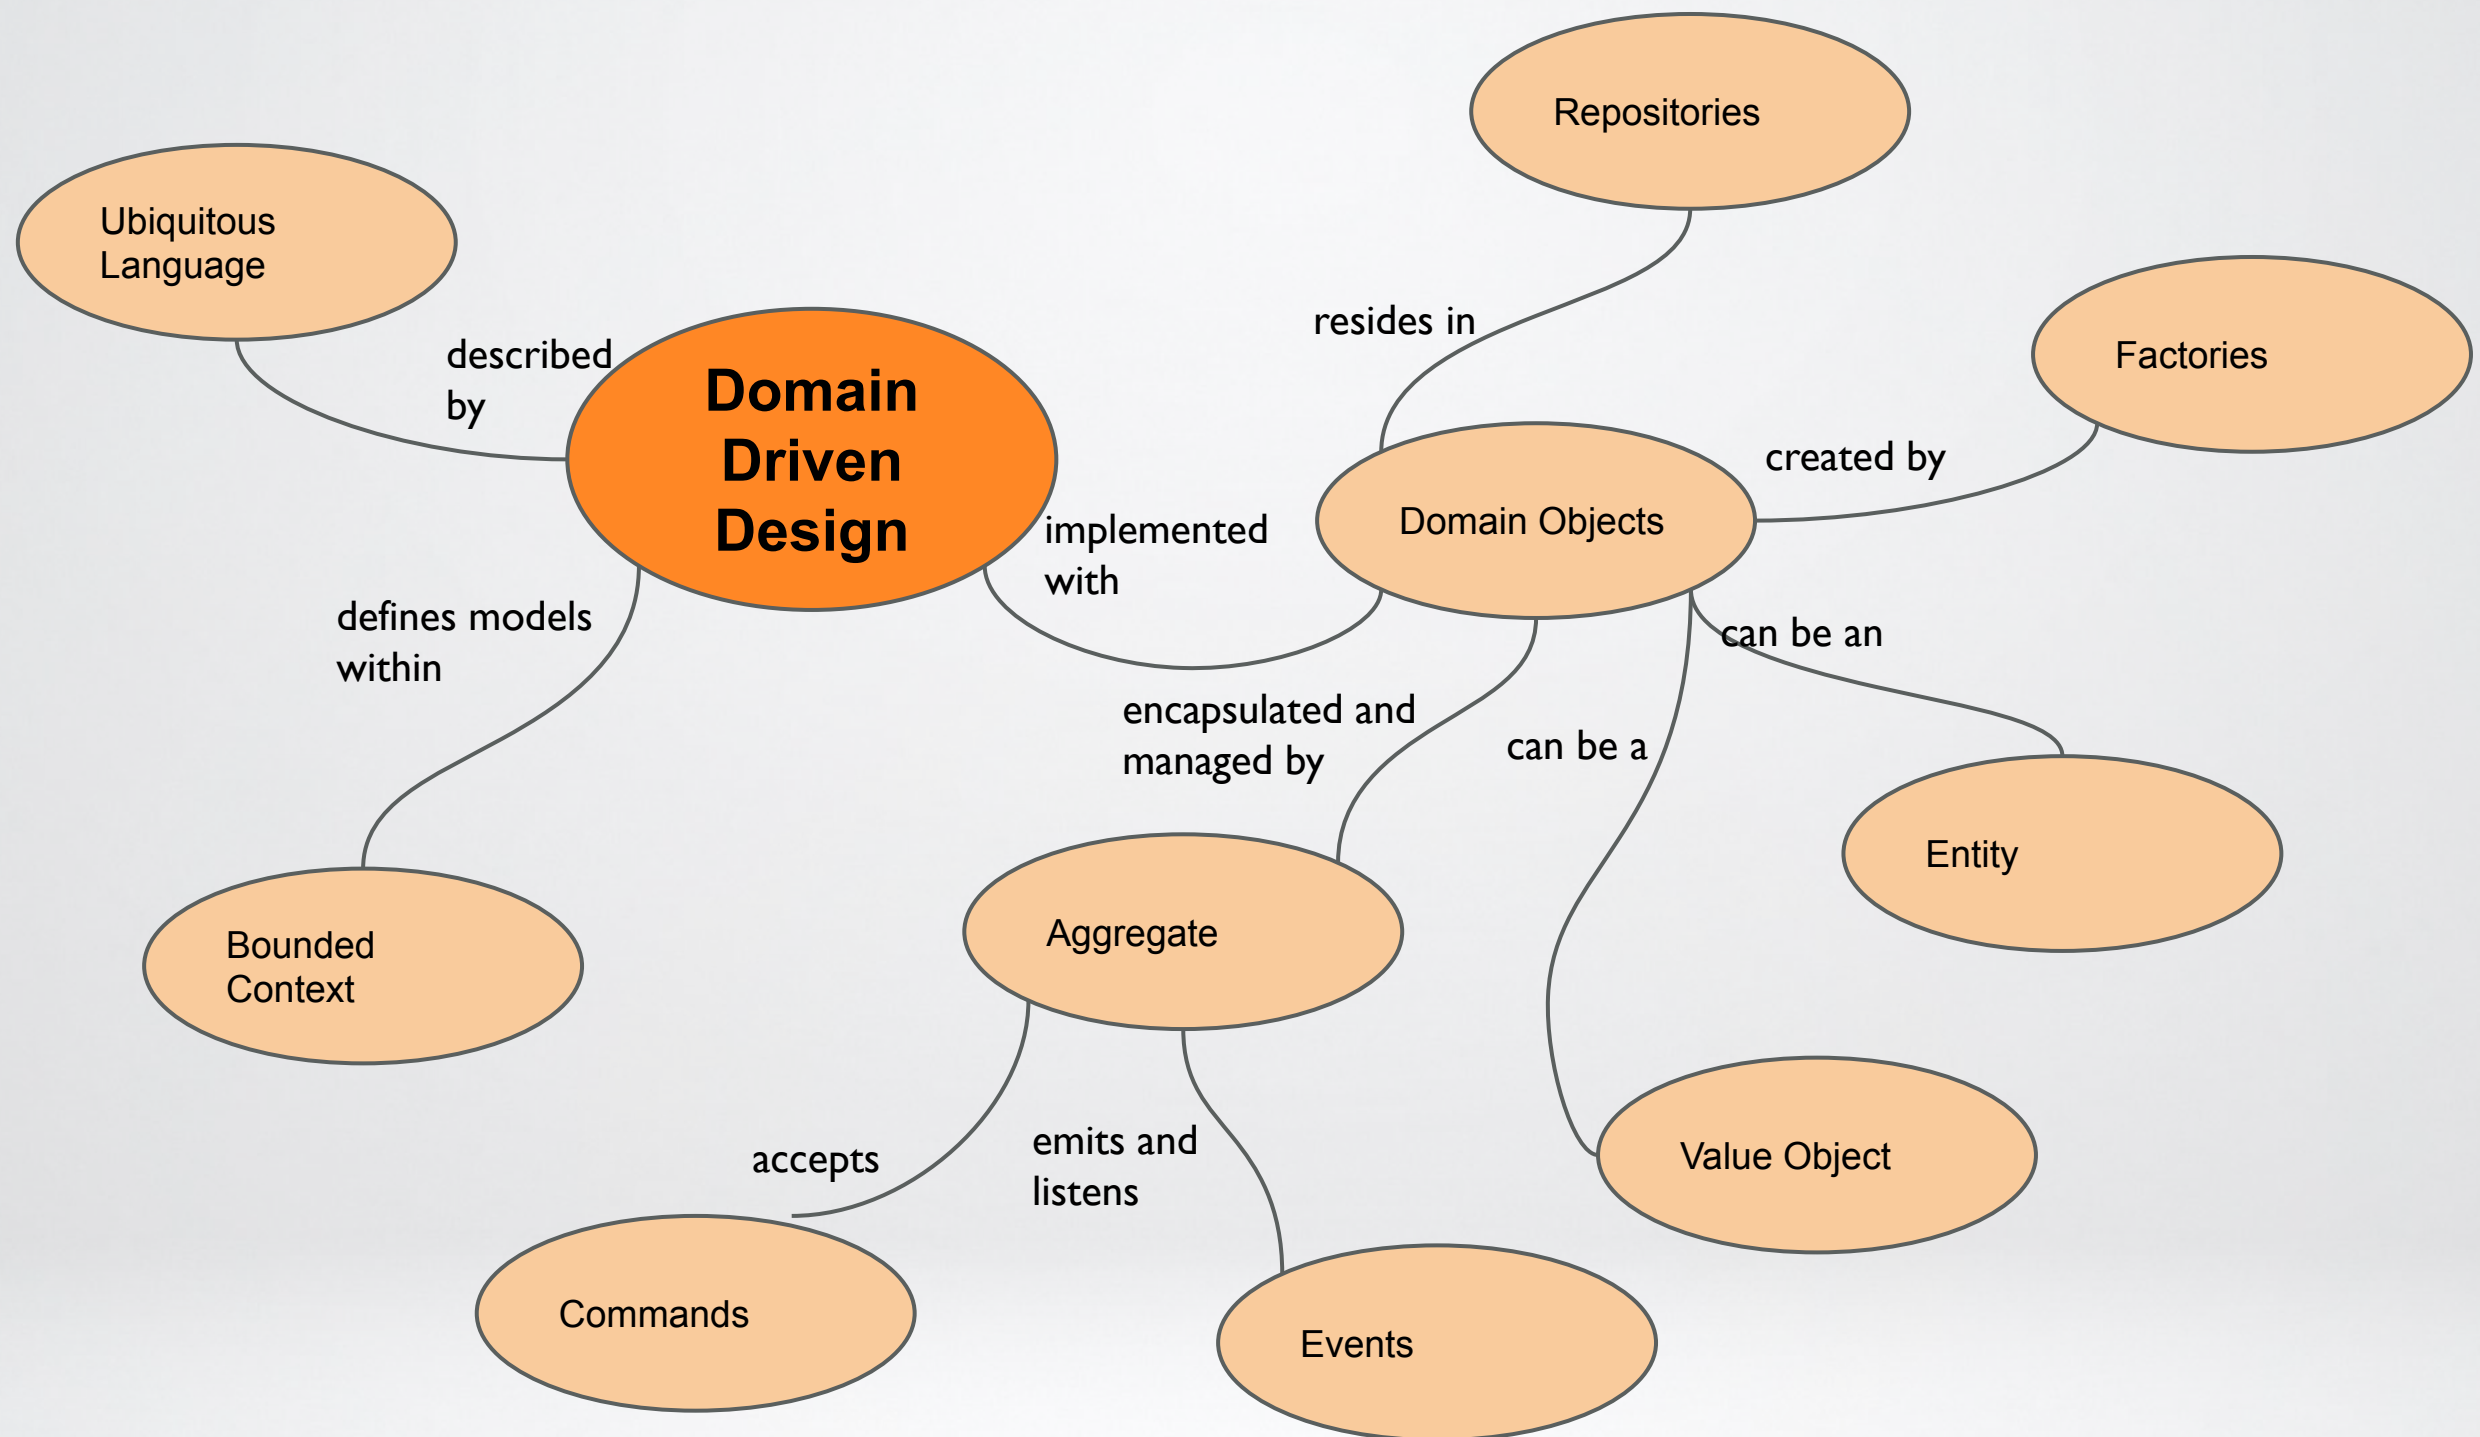 Repositories
Ubiquitous
Language
resides in
Factories
described
by
Domain
Driven
Design
created by
Domain Objects
implemented
with
defines models
within
can be an
encapsulated and
managed by
can be a
Entity
Aggregate
Bounded
Context
accepts
emits and
listens
Value Object
Commands
Events